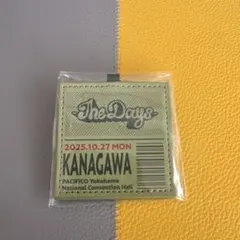 The Days
2025.10.27 MON
KANAGAWA
PACIFICO Yokohama
National Convention Hall